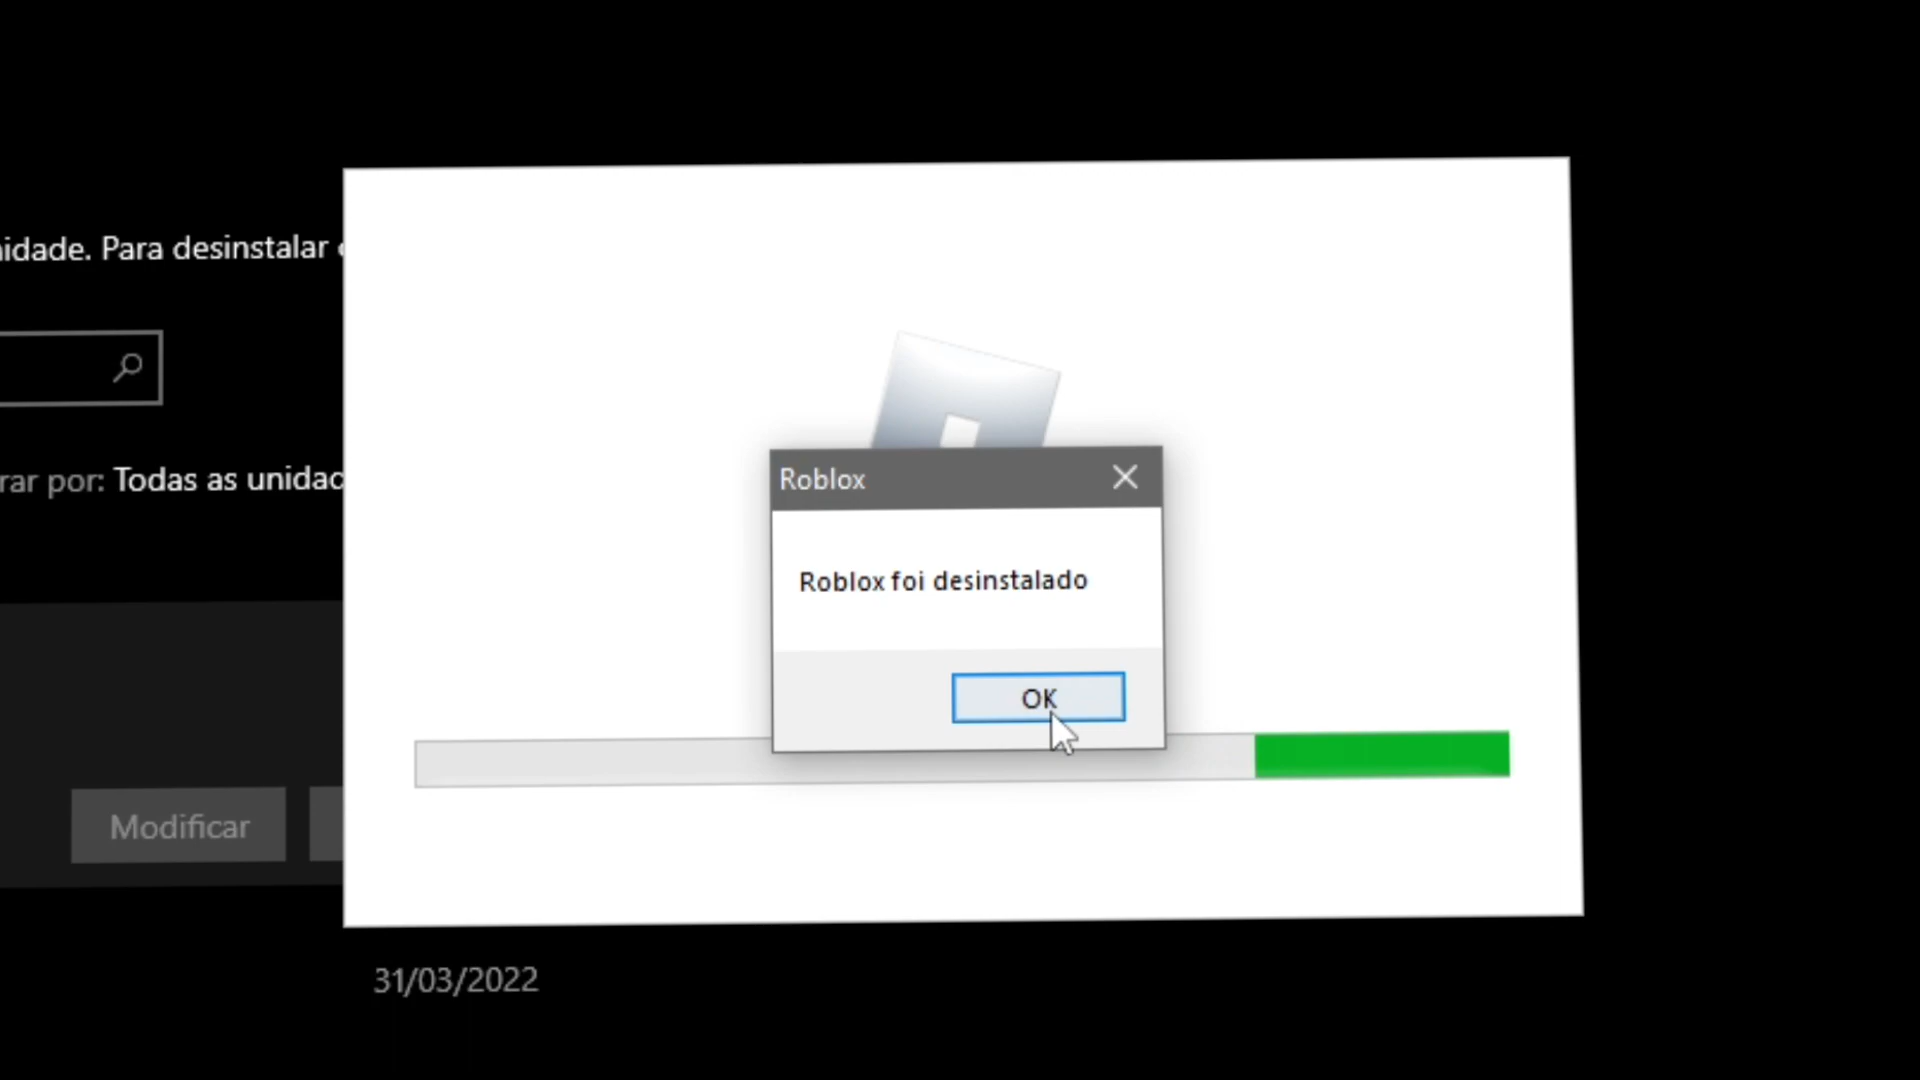 idade. Para desinstalar
rar por: Todas as unidad
Roblox
Roblox foi desinstalado
OK
Modificar
31/03/2022